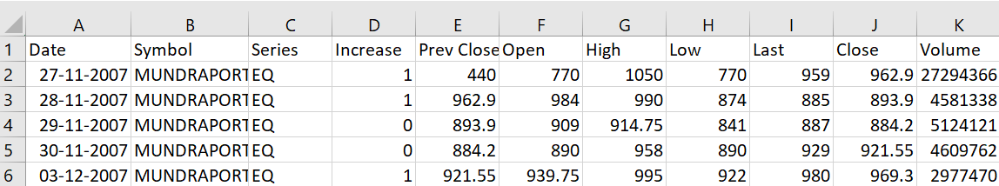 A B C D E F G H I J K
1 Date Symbol Series Increase Prev Close Open High Low Last Close Volume
2 27-11-2007 MUNDRAPORT EQ 1 440 770 1050 770 959 962.9 27294366
3 28-11-2007 MUNDRAPORT EQ 1 962.9 984 990 874 885 893.9 4581338
4 29-11-2007 MUNDRAPORT EQ 0 893.9 909 914.75 841 887 884.2 5124121
5 30-11-2007 MUNDRAPORT EQ 0 884.2 890 958 890 929 921.55 4609762
6 03-12-2007 MUNDRAPORT EQ 1 921.55 939.75 995 922 980 969.3 2977470